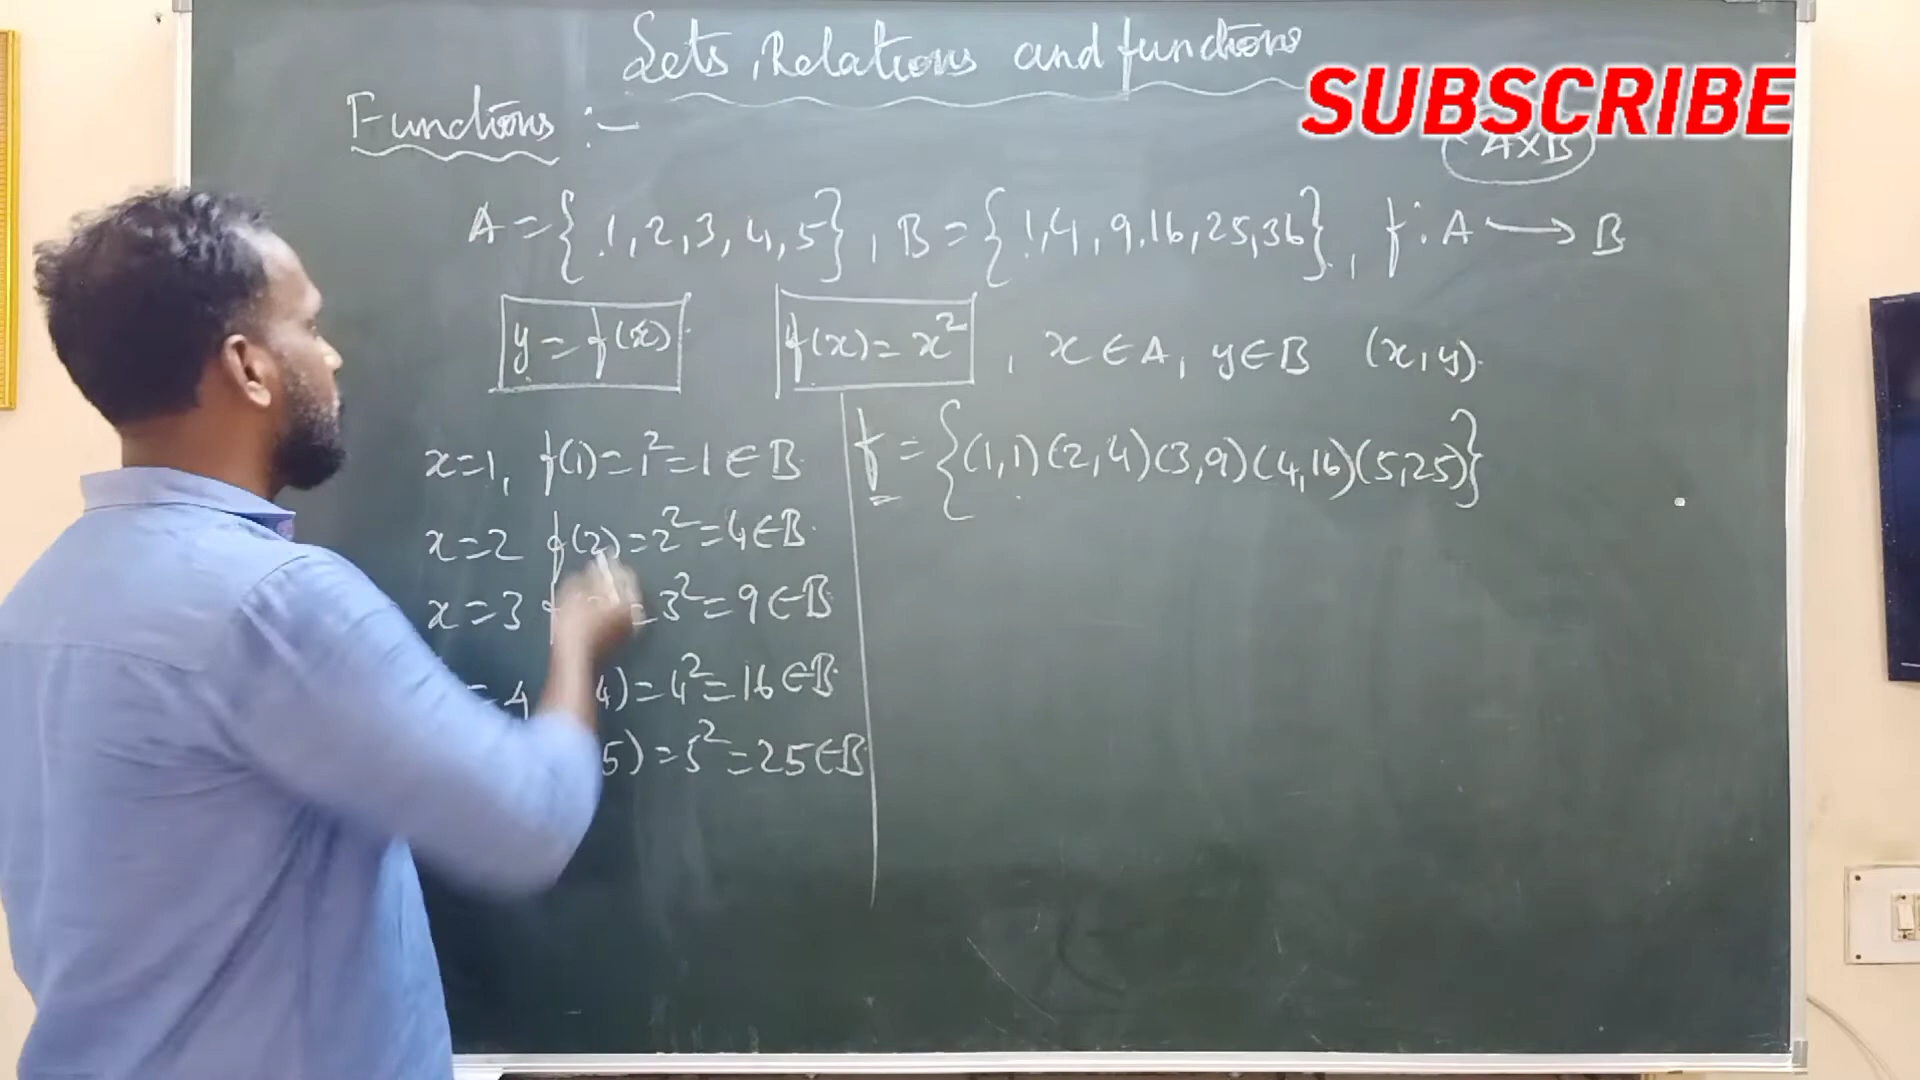 Sets, Relations and functions
SUBSCRIBE
Functions :-
A×B
A = { 1, 2, 3, 4, 5 }, B = { 1, 4, 9, 16, 25, 36 }, f : A ⟶ B
y = f(x) f(x) = x² , x ∈ A, y ∈ B (x, y)
x=1, f(1) = 1² = 1 ∈ B f = { (1,1) (2,4) (3,9) (4,16) (5,25) }
x=2 f(2) = 2² = 4 ∈ B
x=3 = 3² = 9 ∈ B
= 4 4) = 4² = 16 ∈ B
5) = 5² = 25 ∈ B